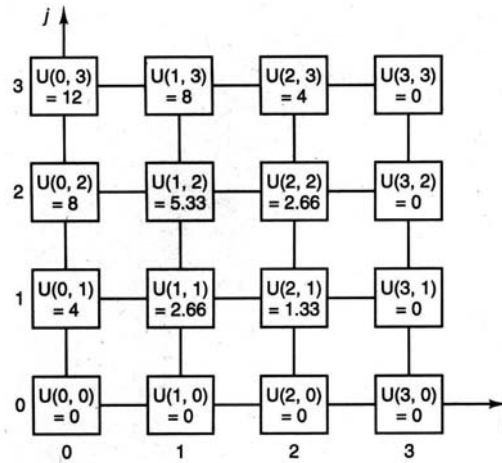 j
3
U(0, 3) U(1, 3) U(2, 3) U(3, 3)
= 12 = 8 = 4 = 0
2
U(0, 2) U(1, 2) U(2, 2) U(3, 2)
= 8 = 5.33 = 2.66 = 0
1
U(0, 1) U(1, 1) U(2, 1) U(3, 1)
= 4 = 2.66 = 1.33 = 0
0
U(0, 0) U(1, 0) U(2, 0) U(3, 0)
= 0 = 0 = 0 = 0
0 1 2 3